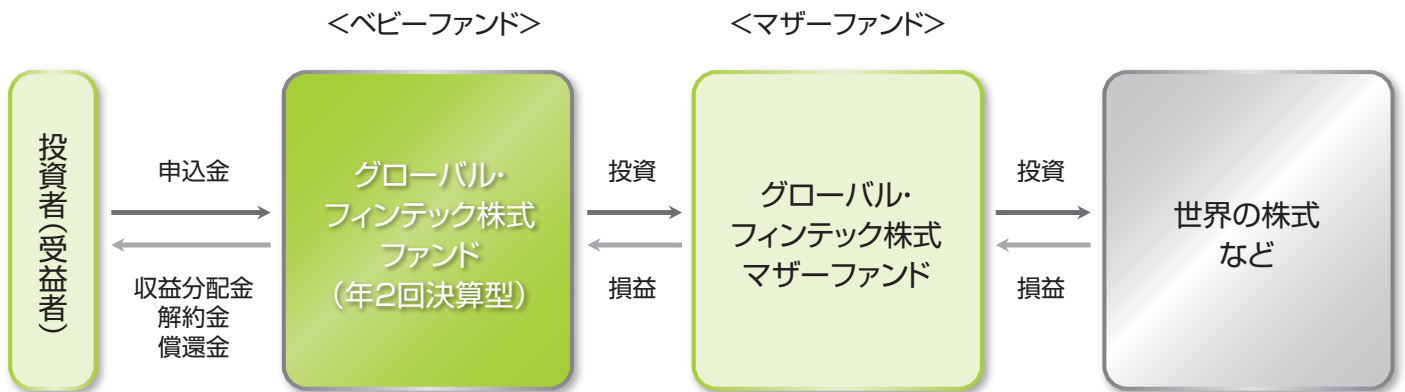 ＜ベビーファンド＞
＜マザーファンド＞
投資者（受益者）
申込金
収益分配金
解約金
償還金
グローバル・
フィンテック株式
ファンド
（年2回決算型）
投資
損益
グローバル・
フィンテック株式
マザーファンド
投資
損益
世界の株式
など